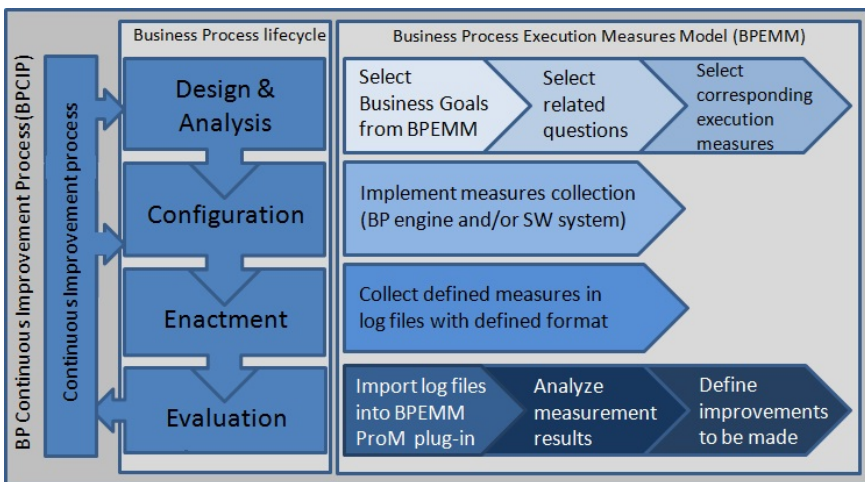 BP Continuous Improvement Process(BPCIP)
Continuous Improvement process
Business Process lifecycle
Design &
Analysis
Configuration
Enactment
Evaluation
Business Process Execution Measures Model (BPEMM)
Select
Business Goals
from BPEMM
Select
related
questions
Select
corresponding
execution
measures
Implement measures collection
(BP engine and/or SW system)
Collect defined measures in
log files with defined format
Import log files
into BPEMM
ProM plug-in
Analyze
measurement
results
Define
improvements
to be made